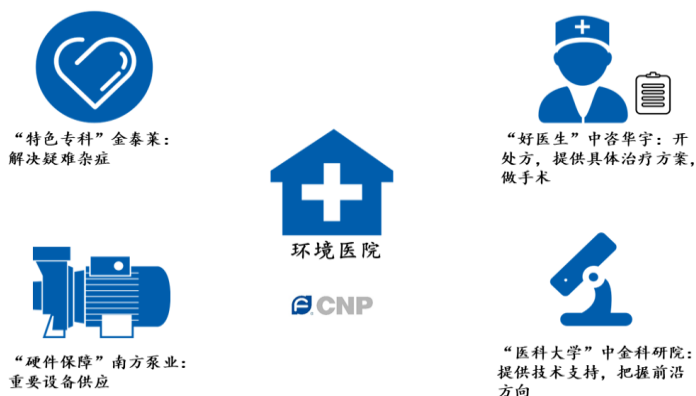 “特色专科”金泰莱：
解决疑难杂症
“好医生”中咨华宇：开
处方，提供具体治疗方案，
做手术
环境医院
CNP
“硬件保障”南方泵业：
重要设备供应
“医科大学”中金科研院：
提供技术支持，把握前沿
方向